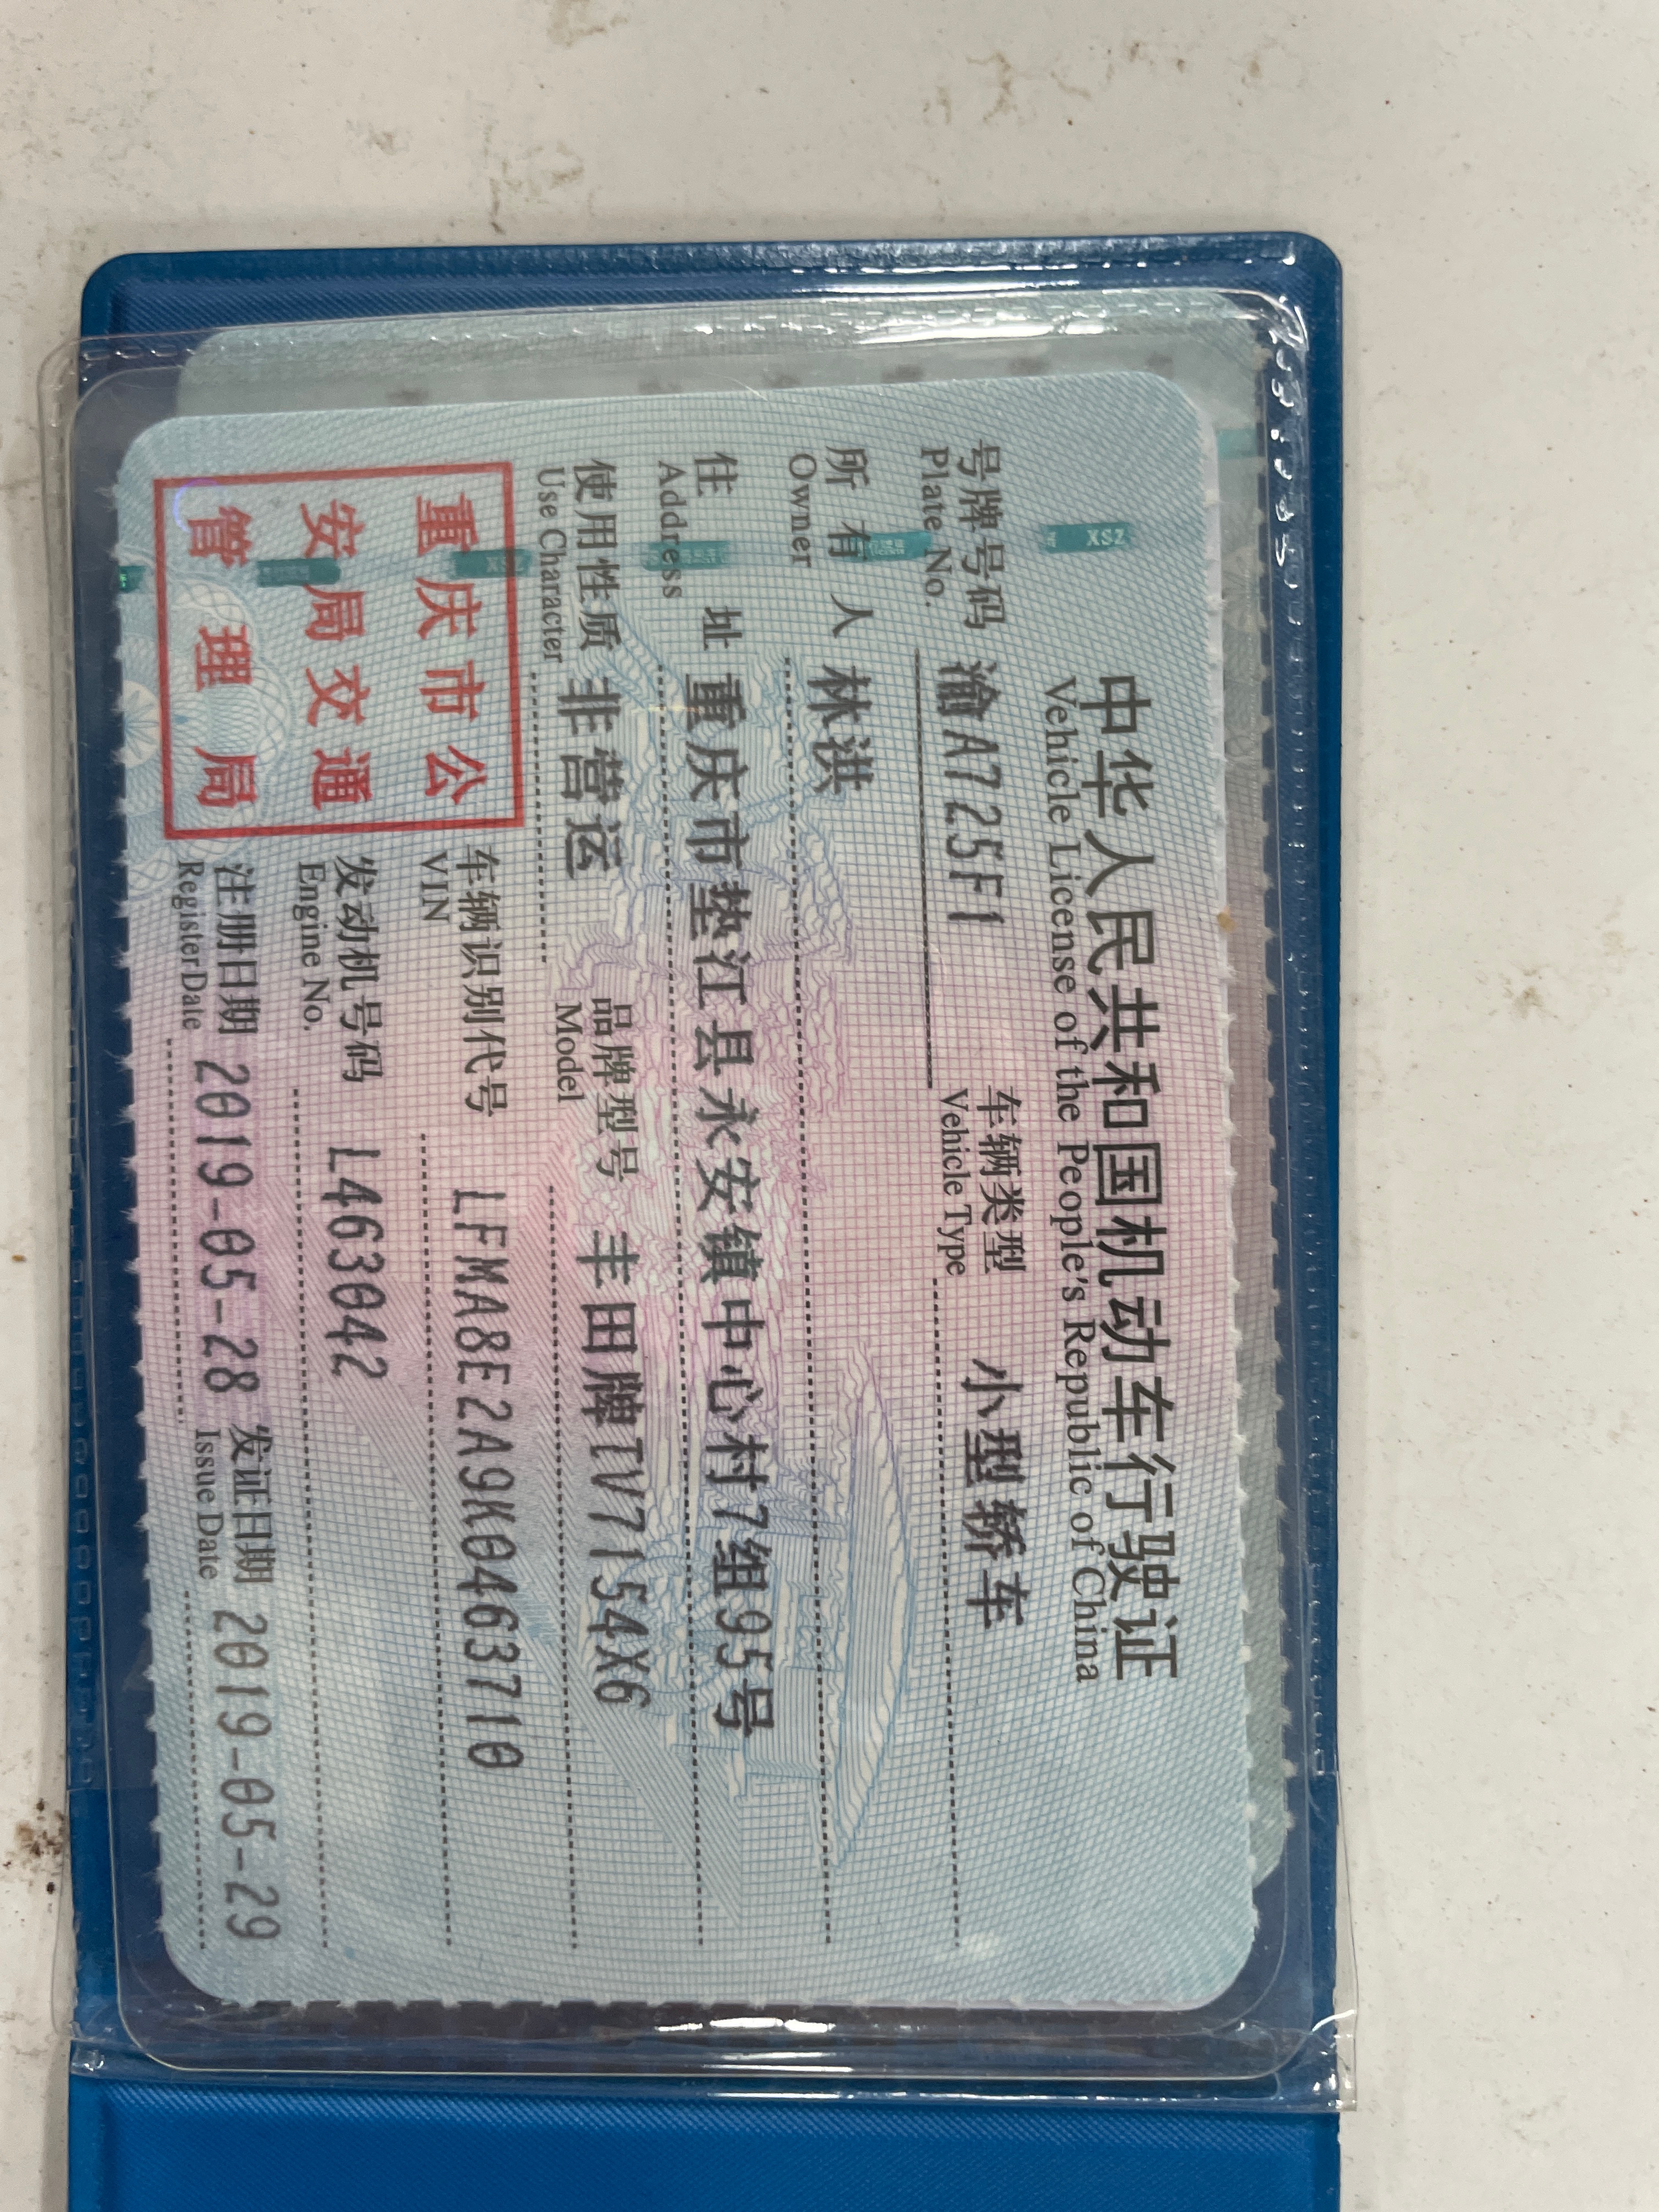 中华人民共和国机动车行驶证
Vehicle License of the People's Republic of China
号牌号码 渝A725F1 车辆类型 小型轿车
Plate No. Vehicle Type
所有人 林洪
Owner
住址 重庆市垫江县永安镇中心村7组95号
Address
使用性质 非营运 品牌型号 丰田牌TV7154X6
Use Character Model
车辆识别代号 LFMA8E2A9K0463710
VIN
发动机号码 L463042
Engine No.
注册日期 2019-05-28 发证日期 2019-05-29
Register Date Issue Date
重庆市公
安局交通
管理局
XSZ